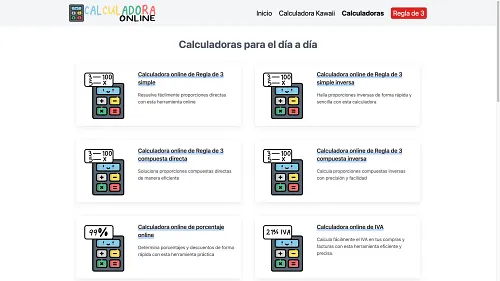 CALCULADORA
ONLINE
Inicio Calculadora Kawaii Calculadoras Regla de 3
Calculadoras para el día a día
3 100
5 X
Calculadora online de Regla de 3
simple
Resuelve fácilmente proporciones directas
con esta herramienta online
3 100
5 X
Calculadora online de Regla de 3
simple inversa
Halla proporciones inversas de forma rápida y
sencilla con esta calculadora
3 100
5 X
Calculadora online de Regla de 3
compuesta directa
Soluciona proporciones compuestas directas
de manera eficiente
3 100
5 X
Calculadora online de Regla de 3
compuesta inversa
Calcula proporciones compuestas inversas
con precisión y facilidad
99%
Calculadora online de porcentaje
online
Determina porcentajes y descuentos de forma
rápida con esta herramienta práctica
21% IVA
Calculadora online de IVA
Calcula fácilmente el IVA en tus compras y
facturas con esta herramienta eficiente y
precisa.